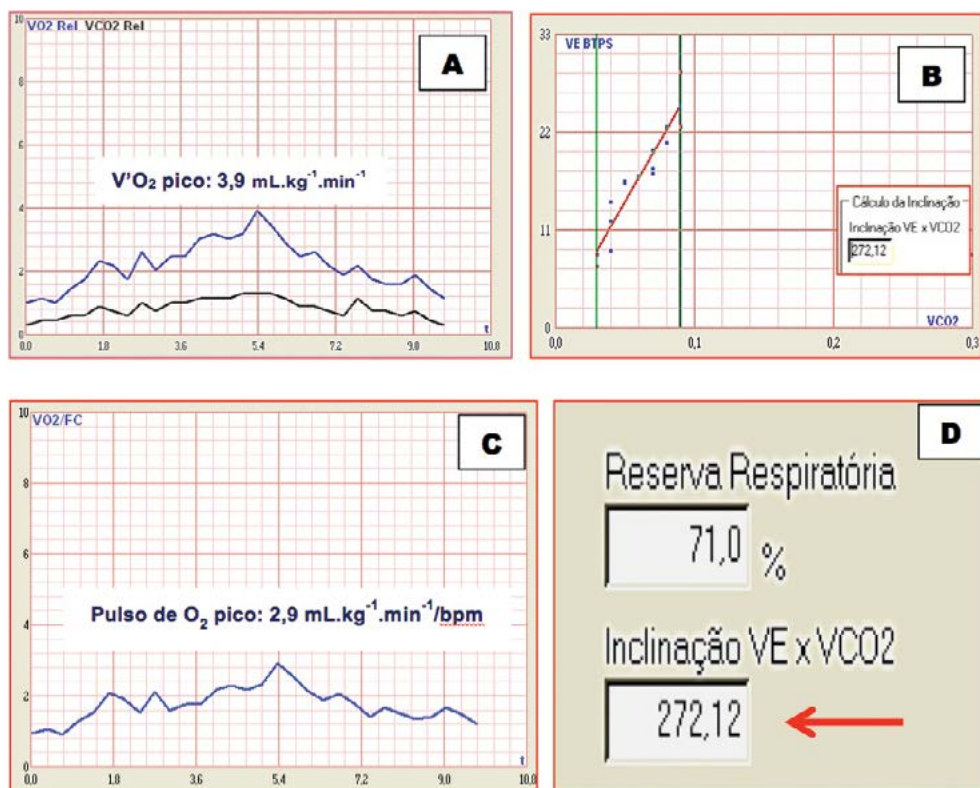 VO2 Rel VCO2 Rel
A
10
8
6
4
2
0
V'O₂ pico: 3,9 mL.kg⁻¹.min⁻¹
t
0.0 1.8 3.6 5.4 7.2 9.0 10.8
VE BTPS
B
33
22
11
0
Cálculo da Inclinação
Inclinação VE x VCO2
272,12
VCO2
0,0 0,1 0,2 0,3
VO2/FC
C
10
8
6
4
2
0
Pulso de O₂ pico: 2,9 mL.kg⁻¹.min⁻¹/bpm
t
0.0 1.8 3.6 5.4 7.2 9.0 10.8
D
Reserva Respiratória
71,0 %
Inclinação VE x VCO2
272,12